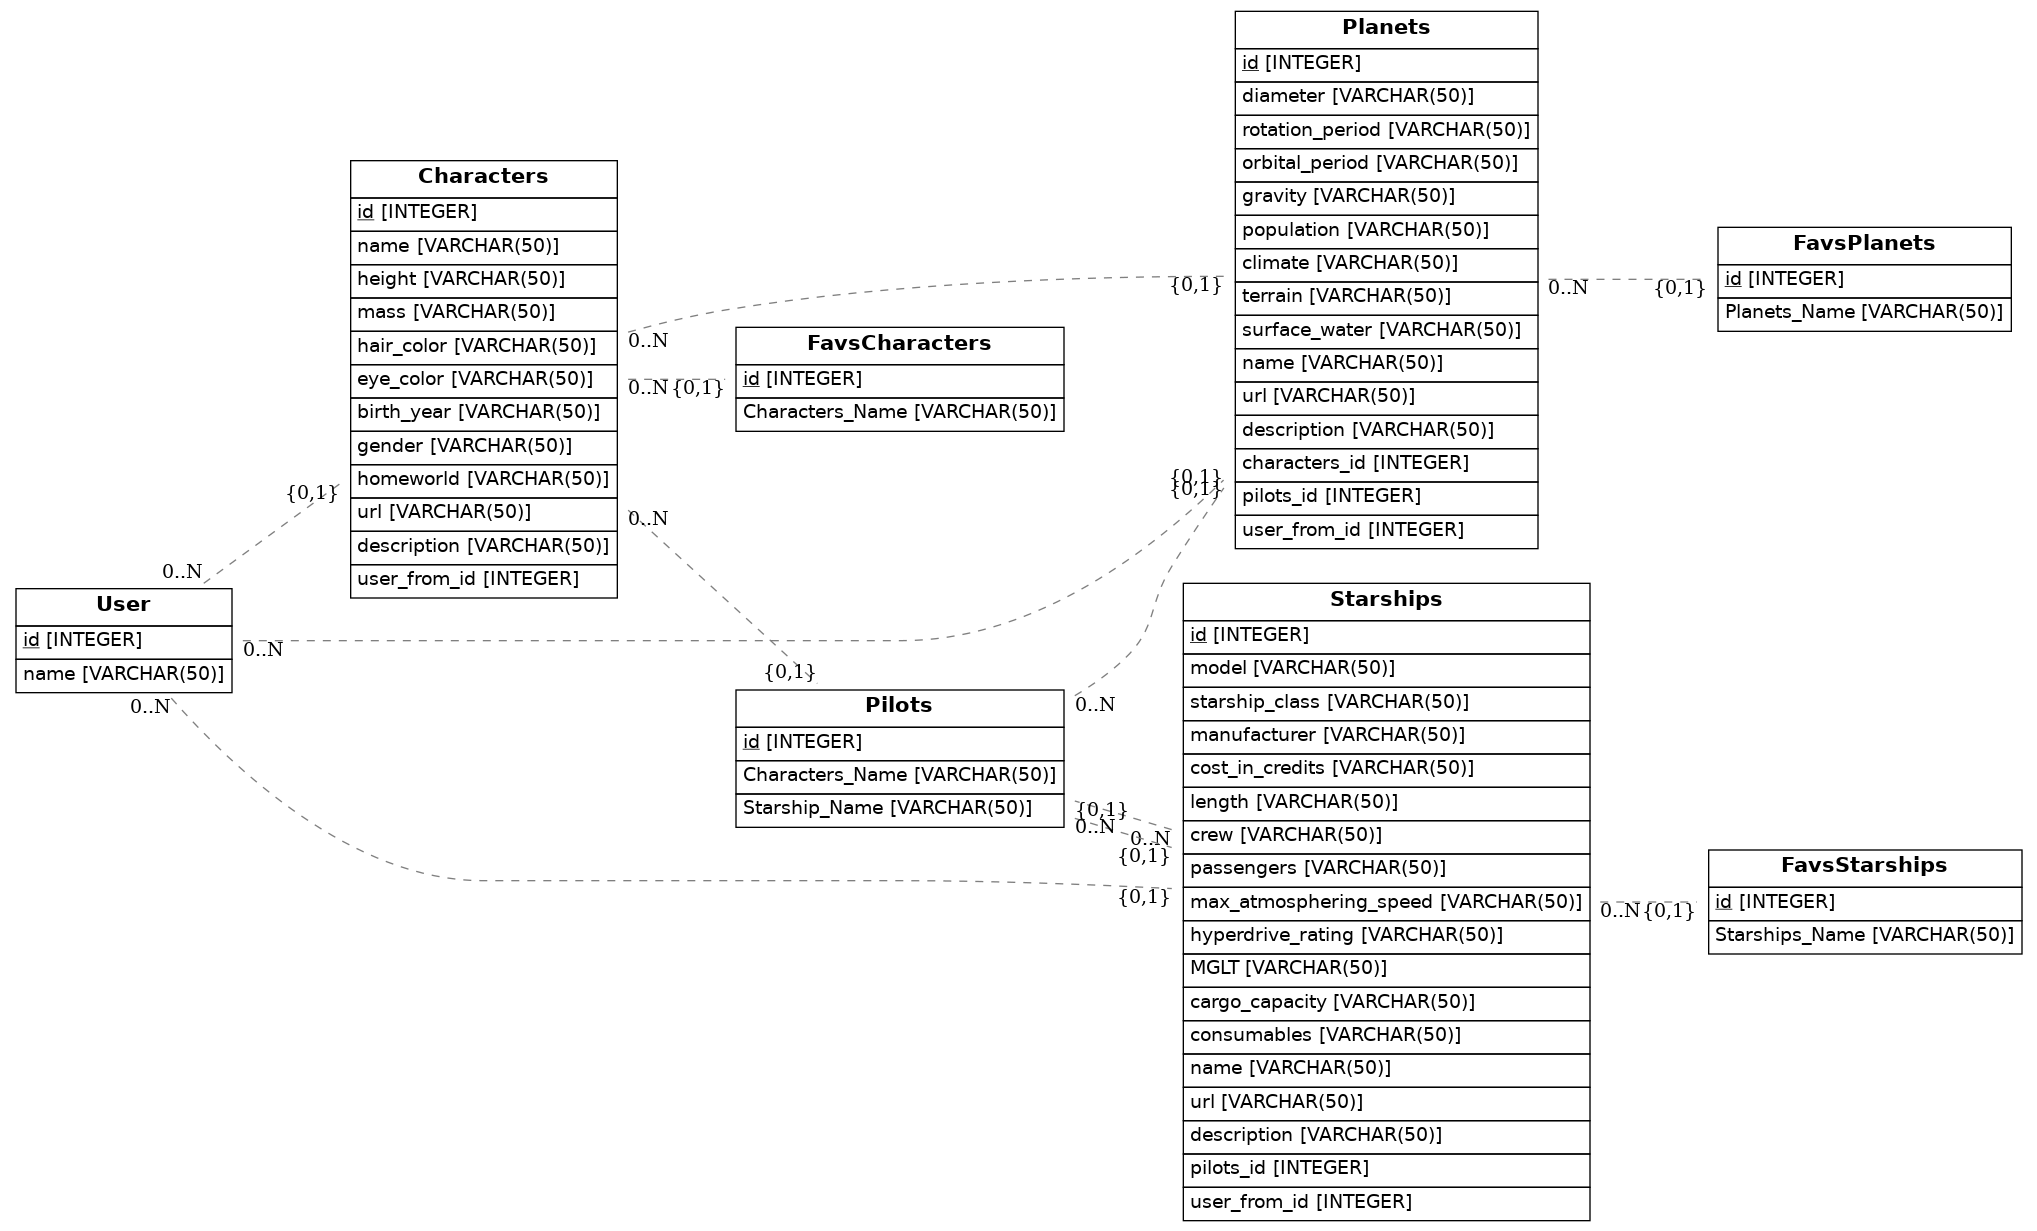 Planets
id [INTEGER]
diameter [VARCHAR(50)]
rotation_period [VARCHAR(50)]
orbital_period [VARCHAR(50)]
gravity [VARCHAR(50)]
population [VARCHAR(50)]
climate [VARCHAR(50)]
terrain [VARCHAR(50)]
surface_water [VARCHAR(50)]
name [VARCHAR(50)]
url [VARCHAR(50)]
description [VARCHAR(50)]
characters_id [INTEGER]
pilots_id [INTEGER]
user_from_id [INTEGER]
Characters
id [INTEGER]
name [VARCHAR(50)]
height [VARCHAR(50)]
mass [VARCHAR(50)]
hair_color [VARCHAR(50)]
eye_color [VARCHAR(50)]
birth_year [VARCHAR(50)]
gender [VARCHAR(50)]
homeworld [VARCHAR(50)]
url [VARCHAR(50)]
description [VARCHAR(50)]
user_from_id [INTEGER]
FavsPlanets
id [INTEGER]
Planets_Name [VARCHAR(50)]
FavsCharacters
id [INTEGER]
Characters_Name [VARCHAR(50)]
User
id [INTEGER]
name [VARCHAR(50)]
Pilots
id [INTEGER]
Characters_Name [VARCHAR(50)]
Starship_Name [VARCHAR(50)]
Starships
id [INTEGER]
model [VARCHAR(50)]
starship_class [VARCHAR(50)]
manufacturer [VARCHAR(50)]
cost_in_credits [VARCHAR(50)]
length [VARCHAR(50)]
crew [VARCHAR(50)]
passengers [VARCHAR(50)]
max_atmosphering_speed [VARCHAR(50)]
hyperdrive_rating [VARCHAR(50)]
MGLT [VARCHAR(50)]
cargo_capacity [VARCHAR(50)]
consumables [VARCHAR(50)]
name [VARCHAR(50)]
url [VARCHAR(50)]
description [VARCHAR(50)]
pilots_id [INTEGER]
user_from_id [INTEGER]
FavsStarships
id [INTEGER]
Starships_Name [VARCHAR(50)]
{0,1}
0..N
0..N
{0,1}
0..N
{0,1}
{0,1}
{0,1}
{0,1}
0..N
0..N
0..N
{0,1}
0..N
0..N
{0,1}
0..N
0..N
{0,1}
{0,1}
0..N
{0,1}